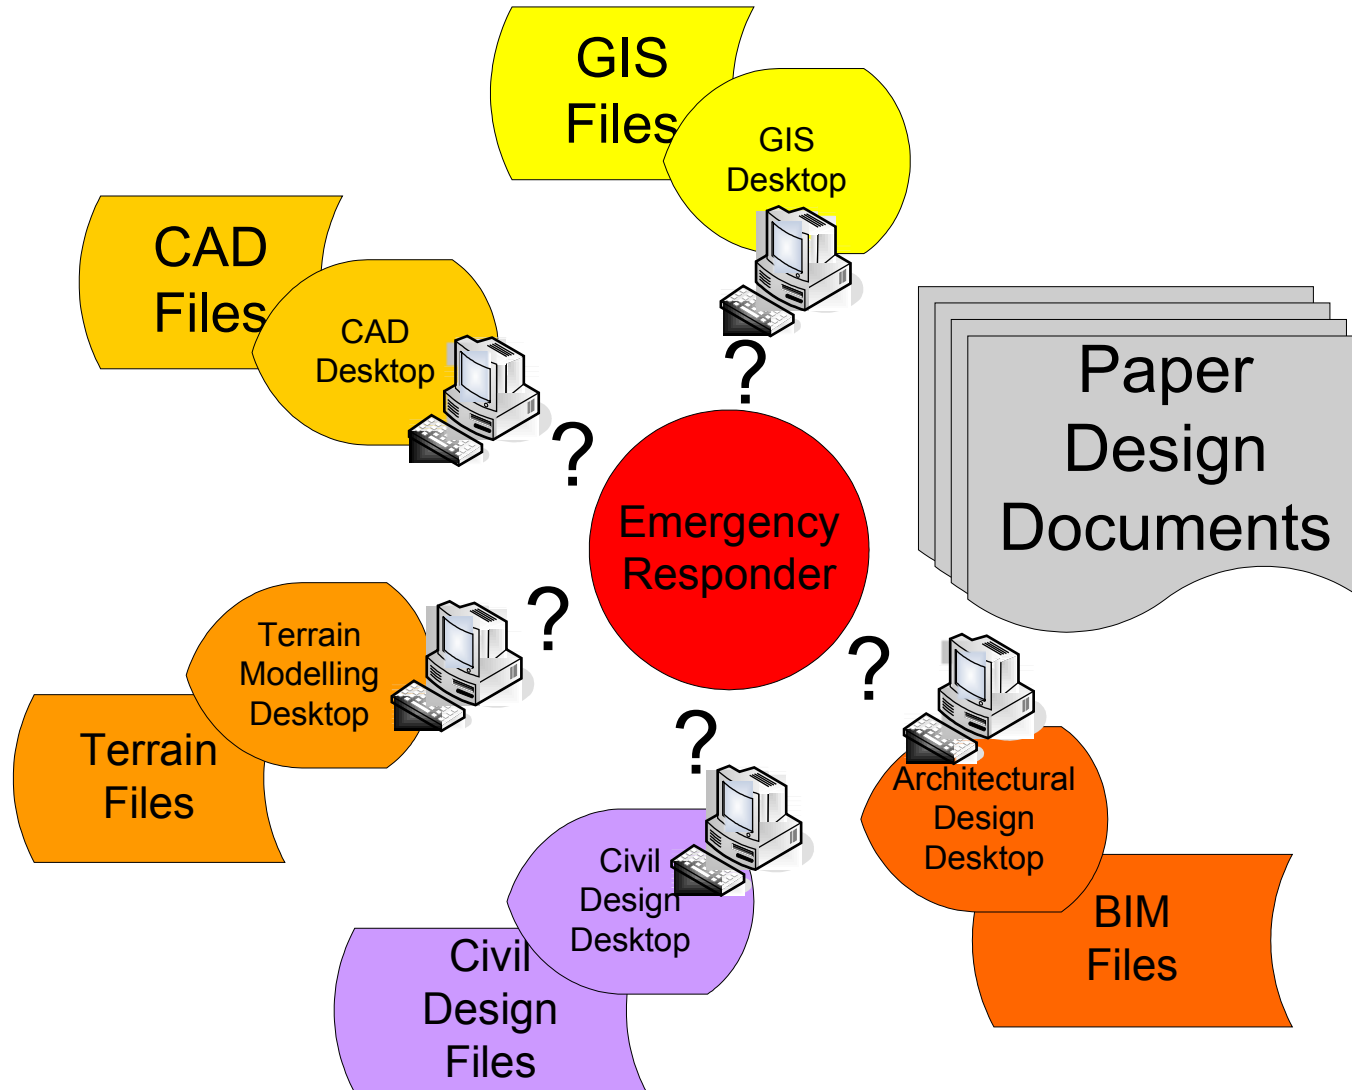 GIS
Files
GIS
Desktop
CAD
Files
CAD
Desktop
?
?
Paper
Design
Documents
Emergency
Responder
?
Terrain
Modelling
Desktop
Terrain
Files
?
Architectural
Design
Desktop
BIM
Files
?
Civil
Design
Desktop
Civil
Design
Files